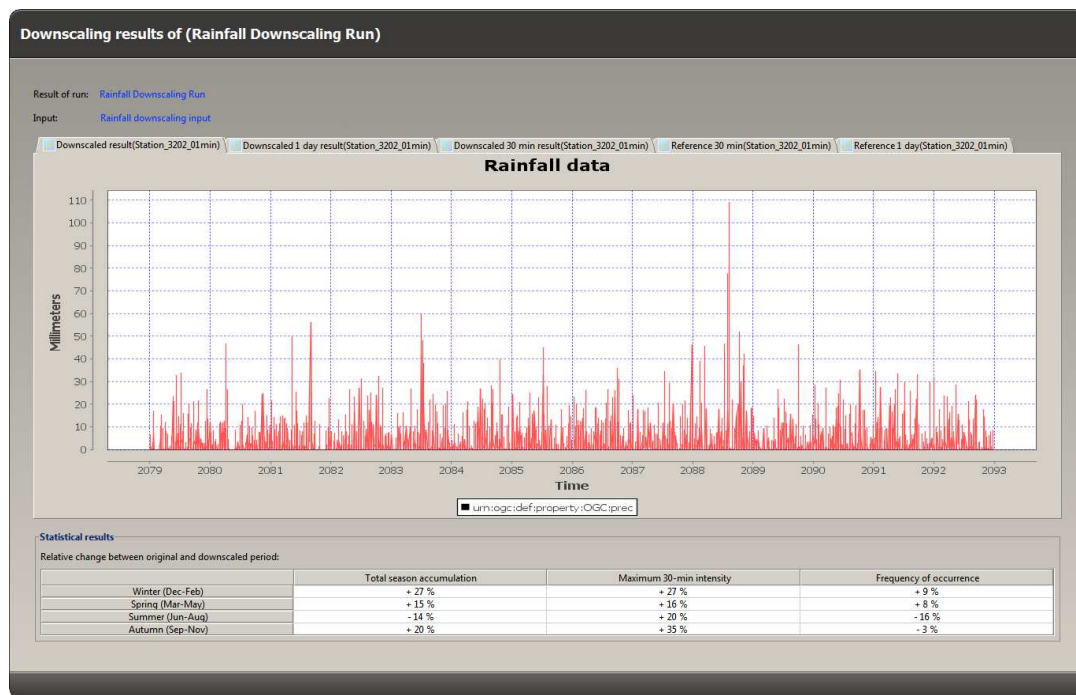 Downscaling results of (Rainfall Downscaling Run)
Result of run: Rainfall Downscaling Run
Input: Rainfall downscaling input
Downscaled result(Station_3202_01min) Downscaled 1 day result(Station_3202_01min) Downscaled 30 min result(Station_3202_01min) Reference 30 min(Station_3202_01min) Reference 1 day(Station_3202_01min)
Rainfall data
Millimeters
110
100
90
80
70
60
50
40
30
20
10
0
2079 2080 2081 2082 2083 2084 2085 2086 2087 2088 2089 2090 2091 2092 2093
Time
urn:ogc:def:property:OGC:prec
Statistical results
Relative change between original and downscaled period:
Total season accumulation Maximum 30-min intensity Frequency of occurrence
Winter (Dec-Feb) + 27 % + 27 % + 9 %
Spring (Mar-May) + 15 % + 16 % + 8 %
Summer (Jun-Aug) - 14 % + 20 % - 16 %
Autumn (Sep-Nov) + 20 % + 35 % - 3 %